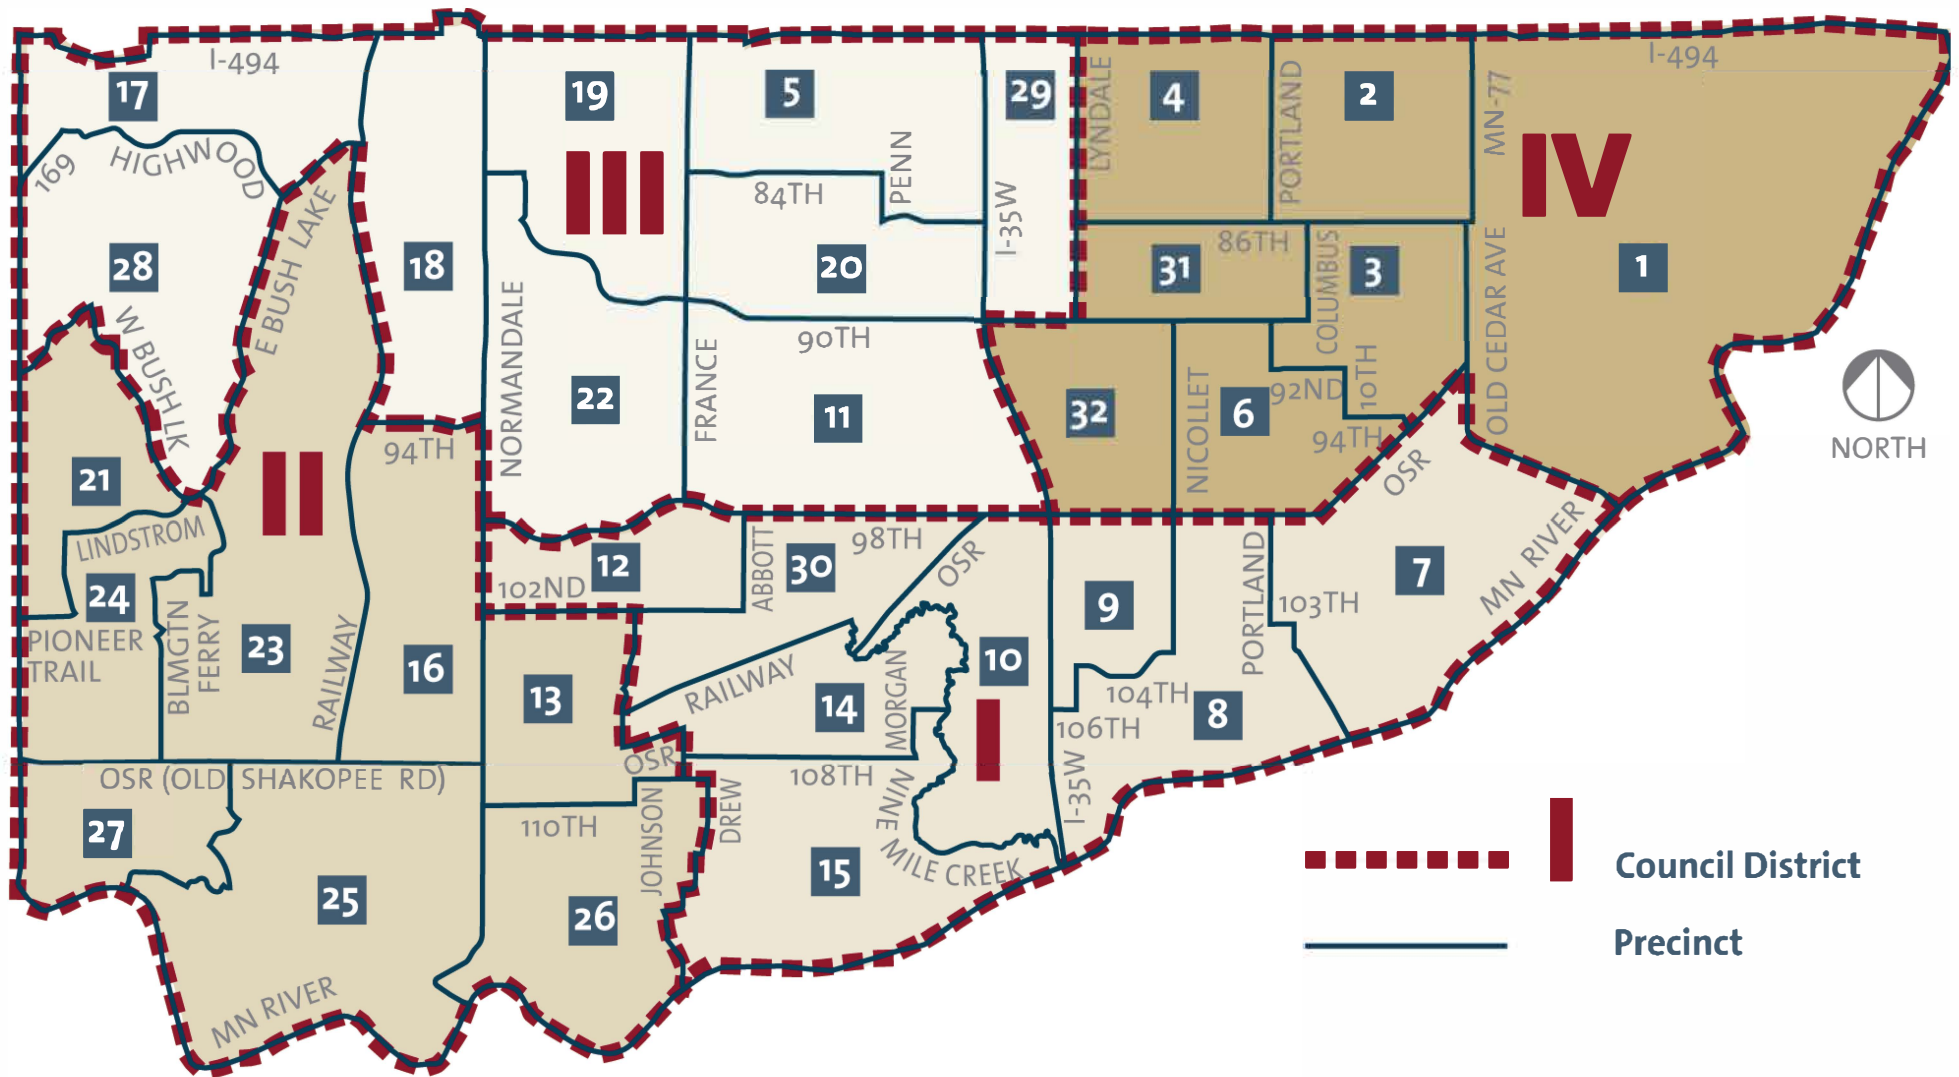 I-494
I-494
17
19
5
29
4
2
LYNDALE
PORTLAND
MN-77
169
HIGHWOOD
III
84TH
PENN
I-35W
IV
28
E BUSH LAKE
18
20
86TH
31
COLUMBUS
3
OLD CEDAR AVE
1
W BUSH LK
NORMANDALE
FRANCE
90TH
22
11
32
NICOLLET
6
92ND
10TH
94TH
OSR
NORTH
94TH
21
II
LINDSTROM
24
PIONEER
TRAIL
BLMGTN
FERRY
23
RAILWAY
16
12
102ND
ABBOTT
30
98TH
OSR
9
PORTLAND
103TH
7
MN RIVER
13
RAILWAY
14
MORGAN
10
I
104TH
106TH
8
OSR
108TH
NINE
MILE CREEK
I-35W
OSR (OLD SHAKOPEE RD)
27
110TH
JOHNSON
DREW
15
25
26
MN RIVER
I
Council District
Precinct